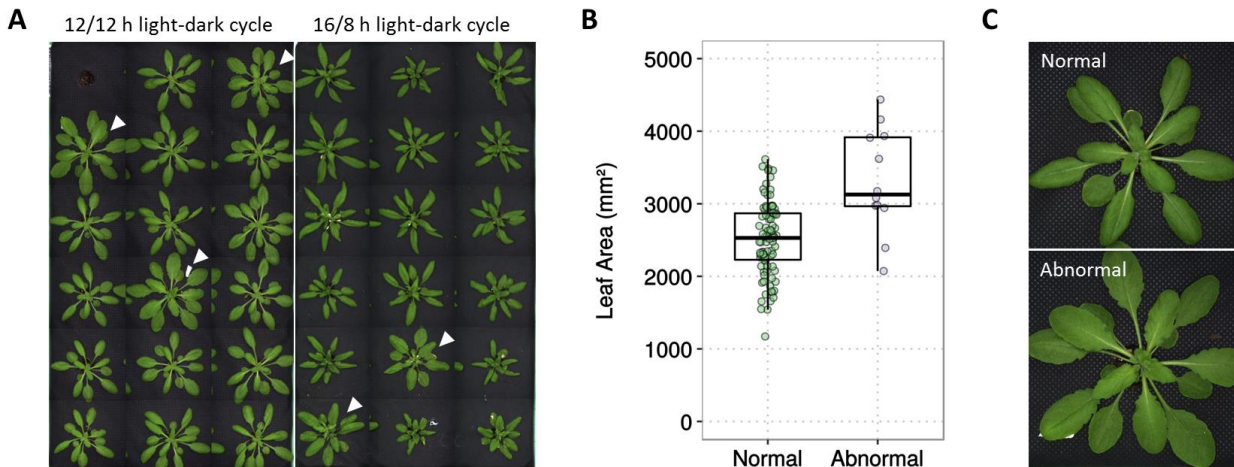 A
12/12 h light-dark cycle
16/8 h light-dark cycle
B
Leaf Area (mm²)
5000
4000
3000
2000
1000
0
Normal
Abnormal
C
Normal
Abnormal